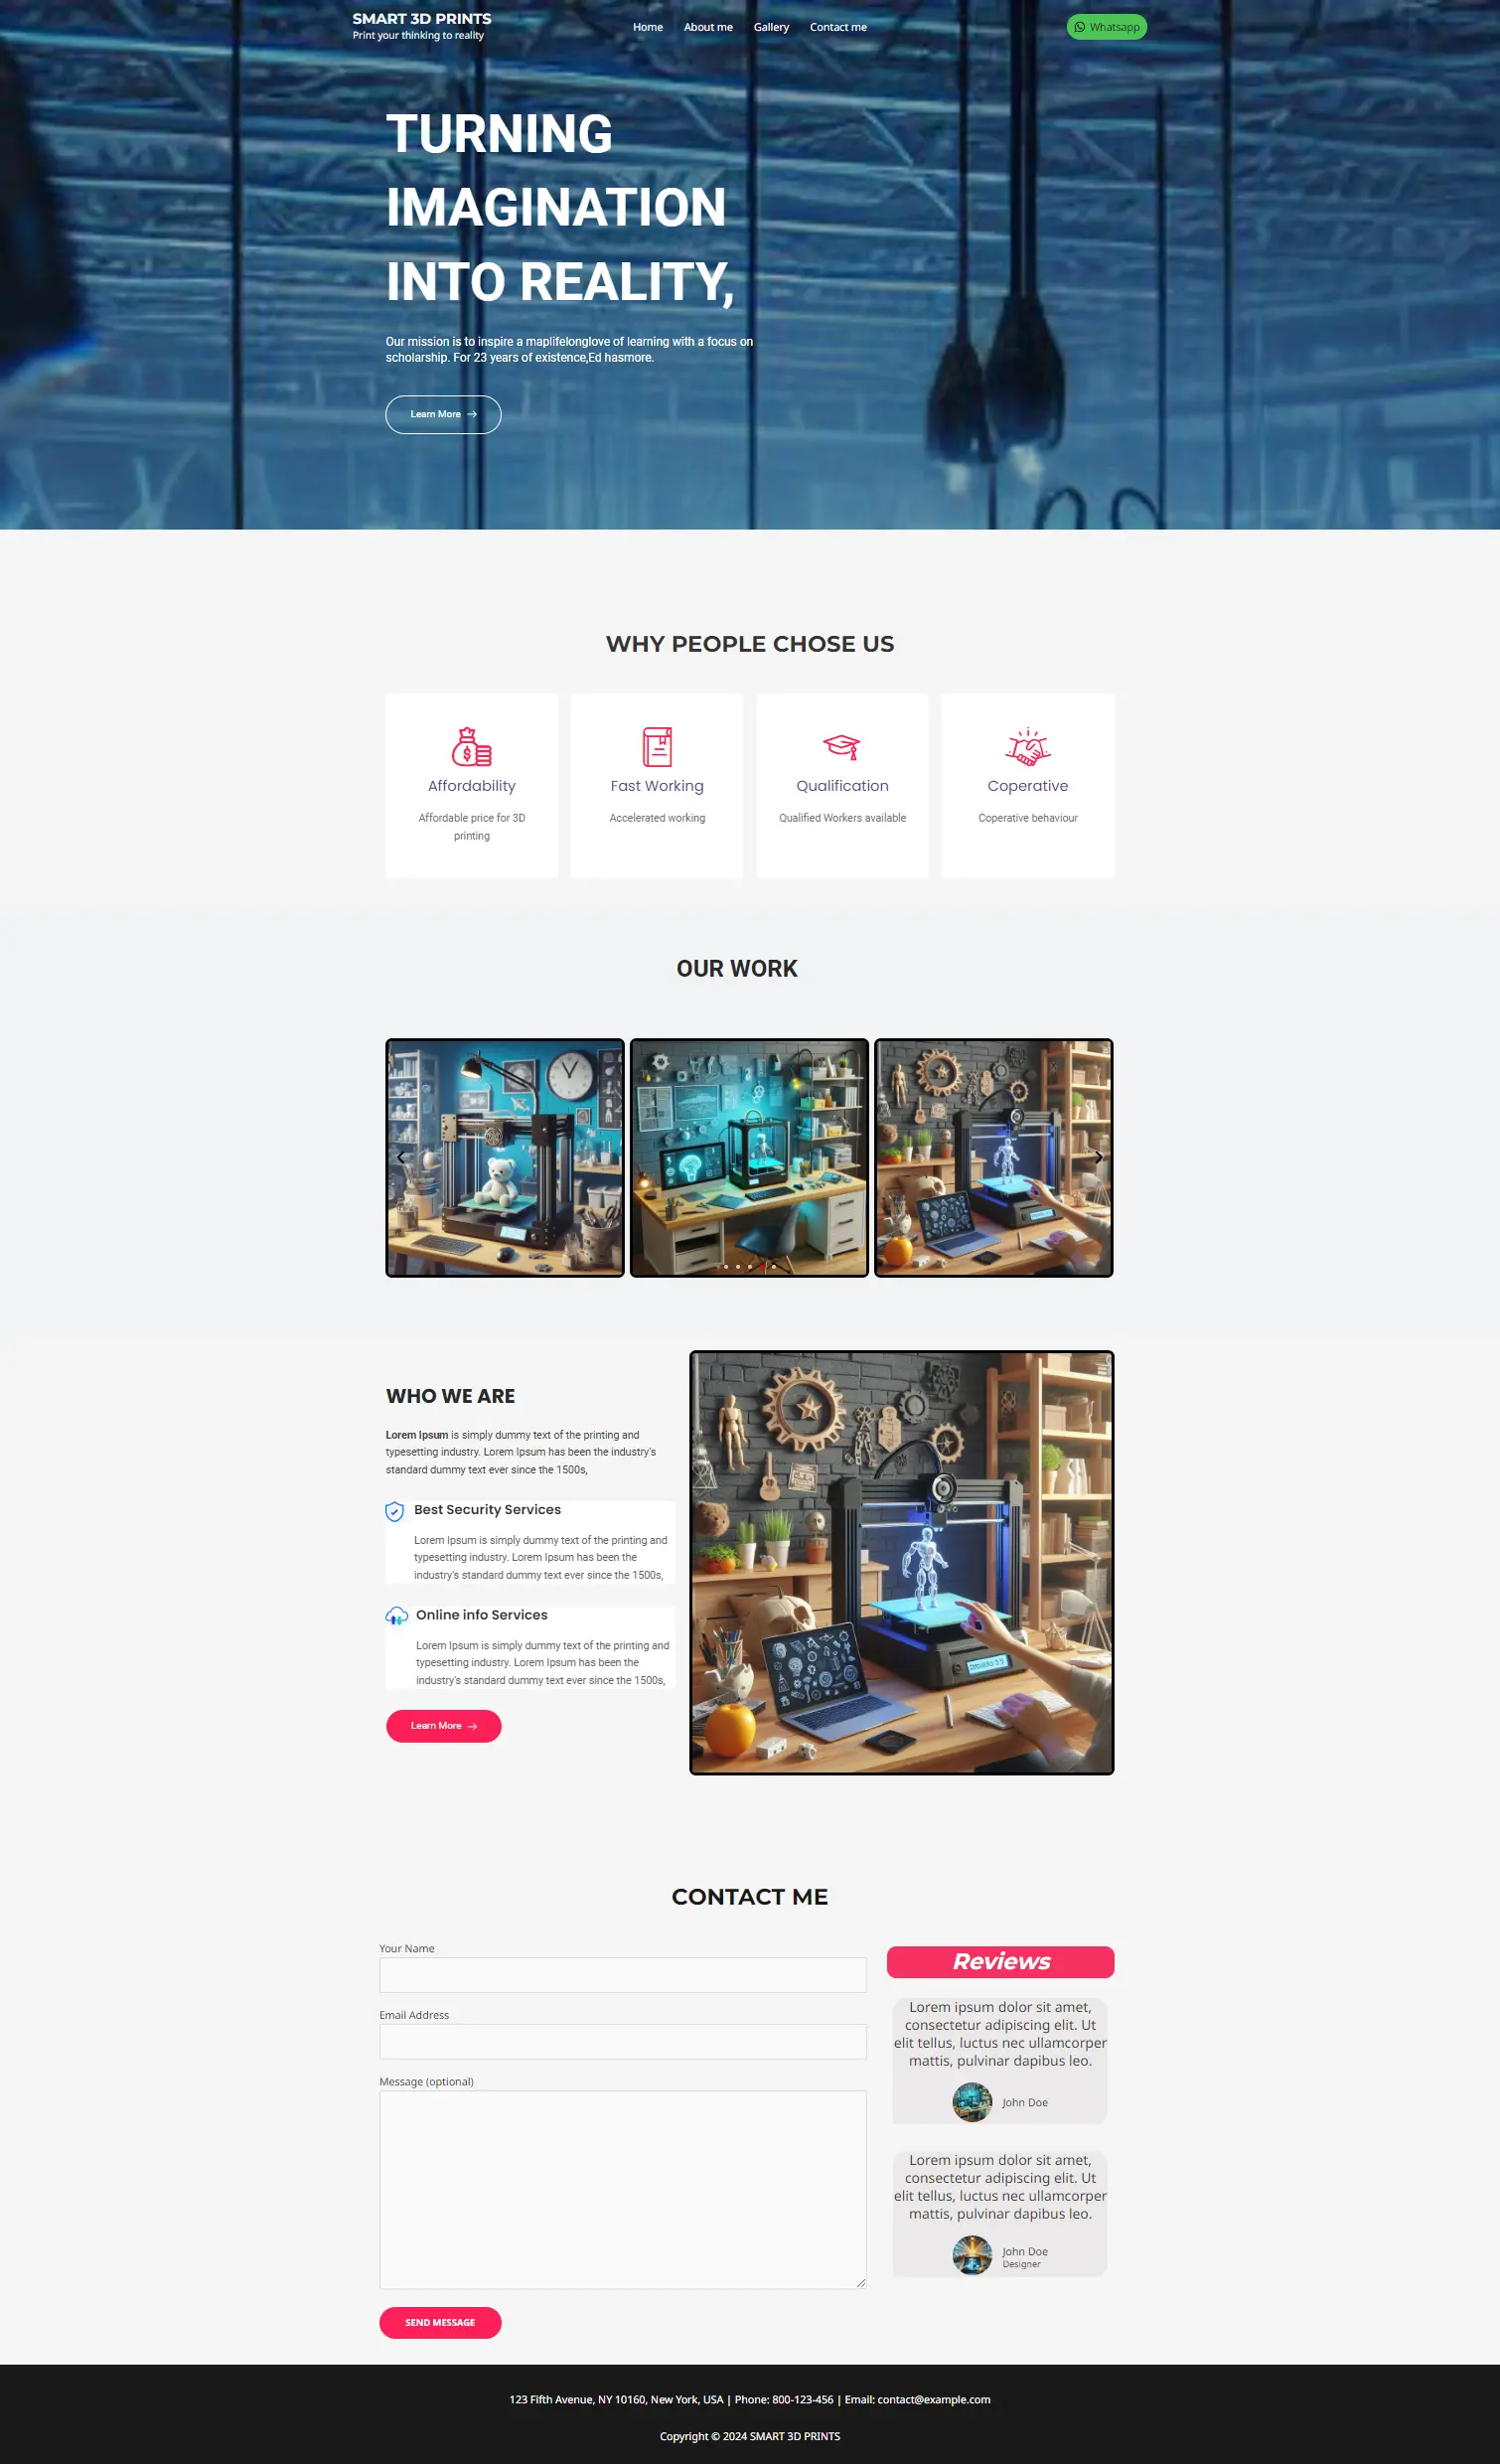 SMART 3D PRINTS
Print your thinking to reality
Home About me Gallery Contact me
Whatsapp
TURNING
IMAGINATION
INTO REALITY,
Our mission is to inspire a maplifelonglove of learning with a focus on
scholarship. For 23 years of existence,Ed hasmore.
Learn More
WHY PEOPLE CHOSE US
Affordability
Affordable price for 3D
printing
Fast Working
Accelerated working
Qualification
Qualified Workers available
Coperative
Coperative behaviour
OUR WORK
WHO WE ARE
Lorem Ipsum is simply dummy text of the printing and
typesetting industry. Lorem Ipsum has been the industry's
standard dummy text ever since the 1500s,
Best Security Services
Lorem Ipsum is simply dummy text of the printing and
typesetting industry. Lorem Ipsum has been the
industry's standard dummy text ever since the 1500s,
Online info Services
Lorem Ipsum is simply dummy text of the printing and
typesetting industry. Lorem Ipsum has been the
industry's standard dummy text ever since the 1500s,
Learn More
CONTACT ME
Your Name
Email Address
Message (optional)
SEND MESSAGE
Reviews
Lorem ipsum dolor sit amet,
consectetur adipiscing elit. Ut
elit tellus, luctus nec ullamcorper
mattis, pulvinar dapibus leo.
John Doe
Lorem ipsum dolor sit amet,
consectetur adipiscing elit. Ut
elit tellus, luctus nec ullamcorper
mattis, pulvinar dapibus leo.
John Doe
Designer
123 Fifth Avenue, NY 10160, New York, USA | Phone: 800-123-456 | Email: contact@example.com
Copyright © 2024 SMART 3D PRINTS